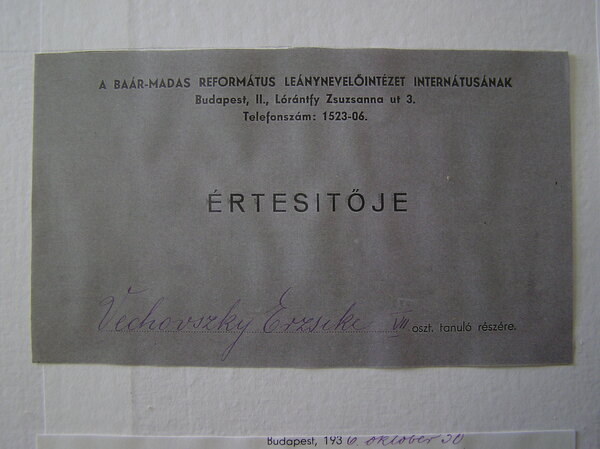 A BAÁR-MADAS REFORMÁTUS LEÁNYNEVELŐINTÉZET INTERNÁTUSÁNAK
Budapest, II., Lórántfy Zsuzsanna ut 3.
Telefonszám: 1523-06.
ÉRTESITŐJE
Vechovszky Erzsike VII oszt. tanuló részére.
Budapest, 1936 október 30